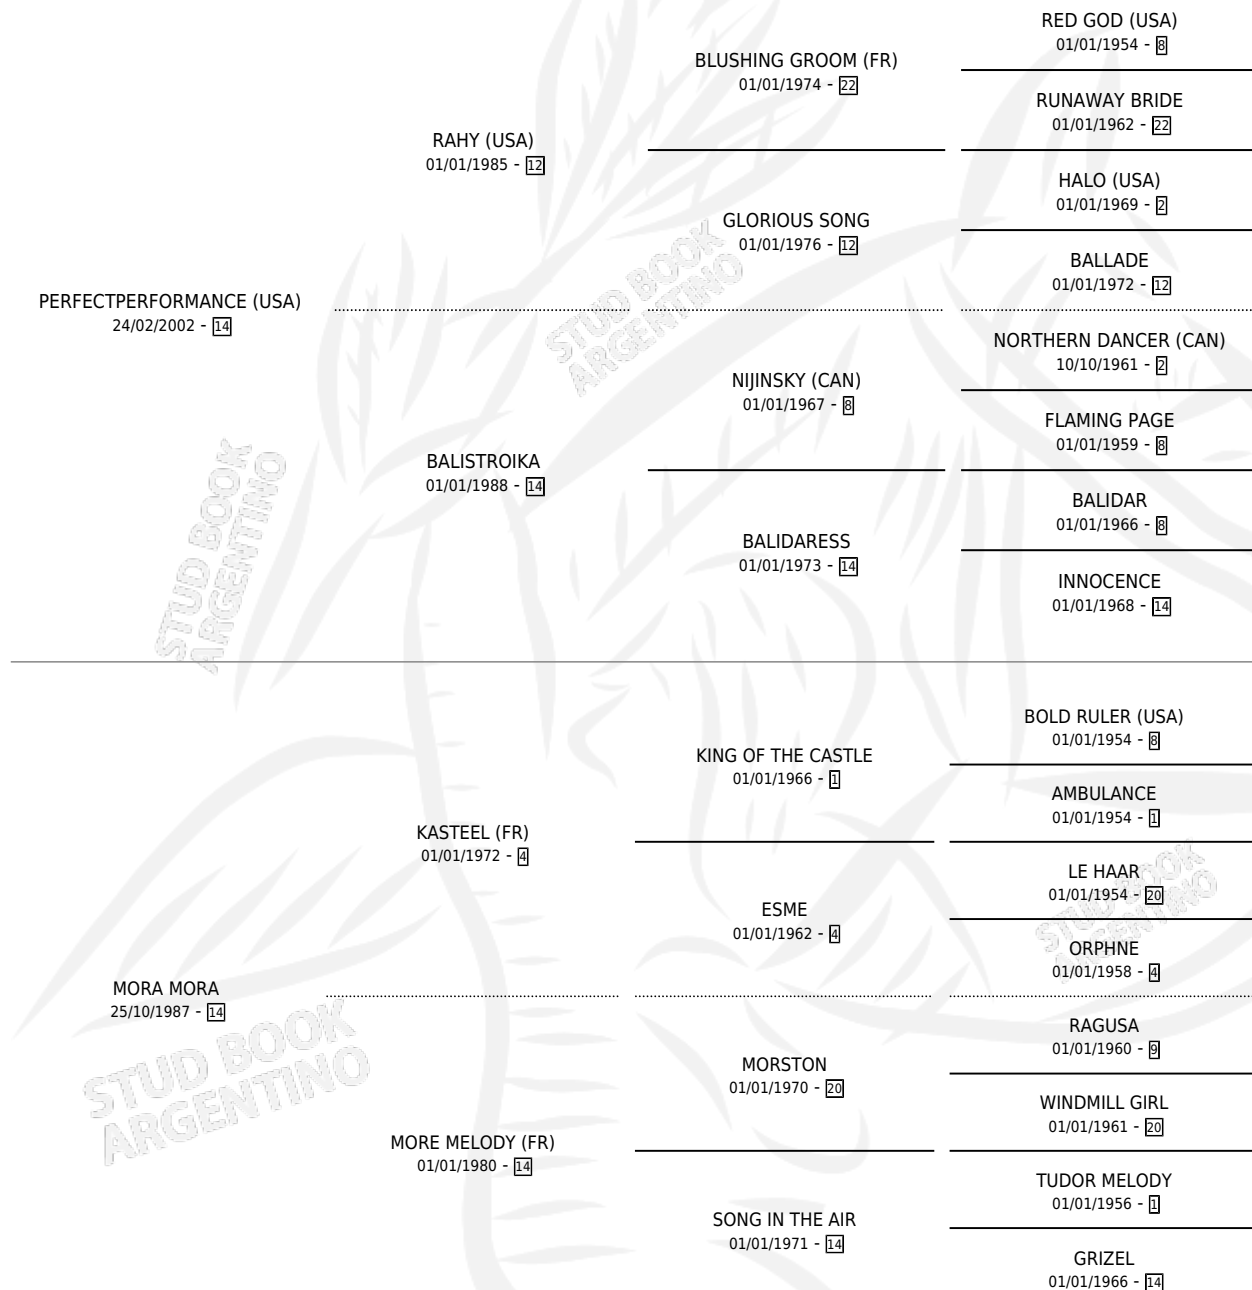 RED GOD (USA)
01/01/1954 - 8
BLUSHING GROOM (FR)
01/01/1974 - 22
RUNAWAY BRIDE
01/01/1962 - 22
RAHY (USA)
01/01/1985 - 12
HALO (USA)
01/01/1969 - 2
GLORIOUS SONG
01/01/1976 - 12
BALLADE
01/01/1972 - 12
PERFECTPERFORMANCE (USA)
24/02/2002 - 14
NORTHERN DANCER (CAN)
10/10/1961 - 2
NIJINSKY (CAN)
01/01/1967 - 8
FLAMING PAGE
01/01/1959 - 8
BALISTROIKA
01/01/1988 - 14
BALIDAR
01/01/1966 - 8
BALIDARESS
01/01/1973 - 14
INNOCENCE
01/01/1968 - 14
BOLD RULER (USA)
01/01/1954 - 8
KING OF THE CASTLE
01/01/1966 - 1
AMBULANCE
01/01/1954 - 1
KASTEEL (FR)
01/01/1972 - 4
LE HAAR
01/01/1954 - 20
ESME
01/01/1962 - 4
ORPHNE
01/01/1958 - 4
MORA MORA
25/10/1987 - 14
RAGUSA
01/01/1960 - 9
MORSTON
01/01/1970 - 20
WINDMILL GIRL
01/01/1961 - 20
MORE MELODY (FR)
01/01/1980 - 14
TUDOR MELODY
01/01/1956 - 1
SONG IN THE AIR
01/01/1971 - 14
GRIZEL
01/01/1966 - 14
STUD BOOK
ARGENTINO
STUD BOOK
ARGENTINO
STUD BOOK
ARGENTINO
STUD BOOK
ARGENTINO